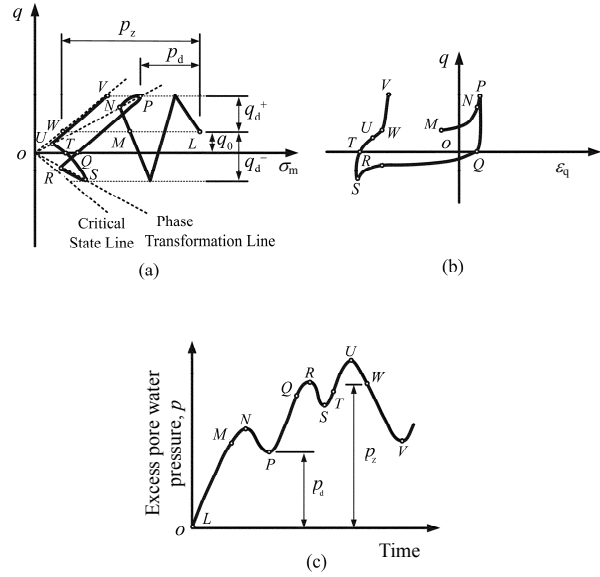 q
p_z
p_d
V
N
P
W
U
T
M
L
q_d^+
q_0
o
Q
σ_m
R
S
q_d^-
Critical
State Line
Phase
Transformation Line
(a)
q
V
P
N
M
U
W
T
o
R
Q
ε_q
S
(b)
Excess pore water
pressure, p
U
R
W
Q
S
T
N
M
P
V
p_d
p_z
o
L
Time
(c)